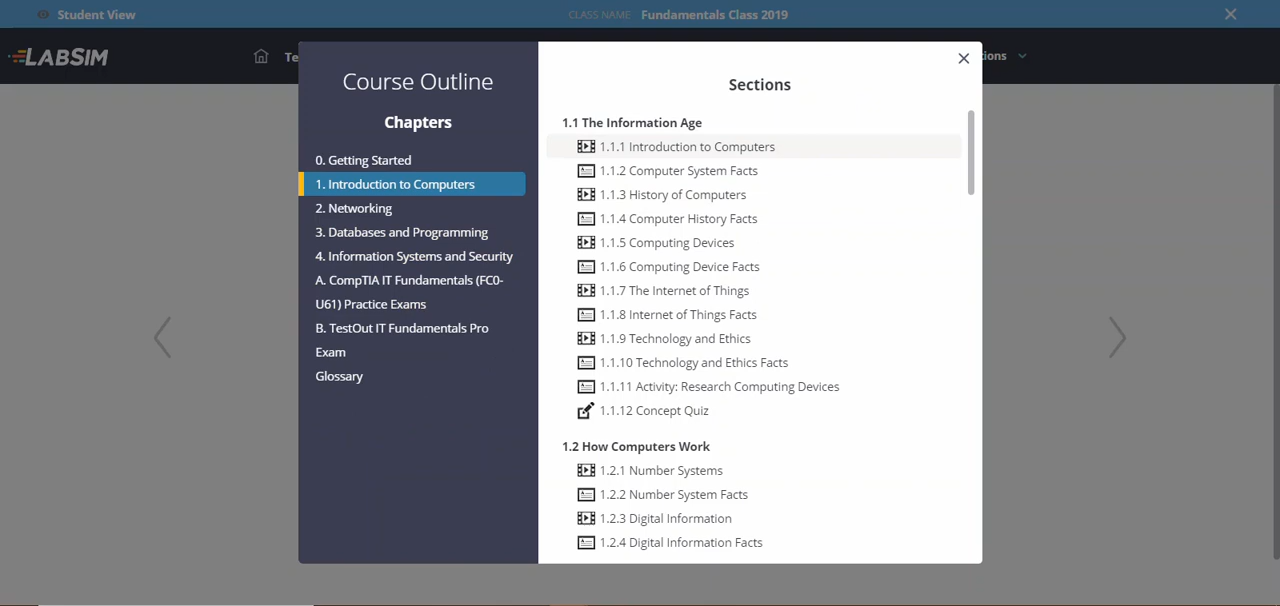 Student View
CLASS NAME Fundamentals Class 2019
LABSIM
Course Outline
Chapters
0. Getting Started
1. Introduction to Computers
2. Networking
3. Databases and Programming
4. Information Systems and Security
A. CompTIA IT Fundamentals (FC0-
U61) Practice Exams
B. TestOut IT Fundamentals Pro
Exam
Glossary
Sections
1.1 The Information Age
1.1.1 Introduction to Computers
1.1.2 Computer System Facts
1.1.3 History of Computers
1.1.4 Computer History Facts
1.1.5 Computing Devices
1.1.6 Computing Device Facts
1.1.7 The Internet of Things
1.1.8 Internet of Things Facts
1.1.9 Technology and Ethics
1.1.10 Technology and Ethics Facts
1.1.11 Activity: Research Computing Devices
1.1.12 Concept Quiz
1.2 How Computers Work
1.2.1 Number Systems
1.2.2 Number System Facts
1.2.3 Digital Information
1.2.4 Digital Information Facts